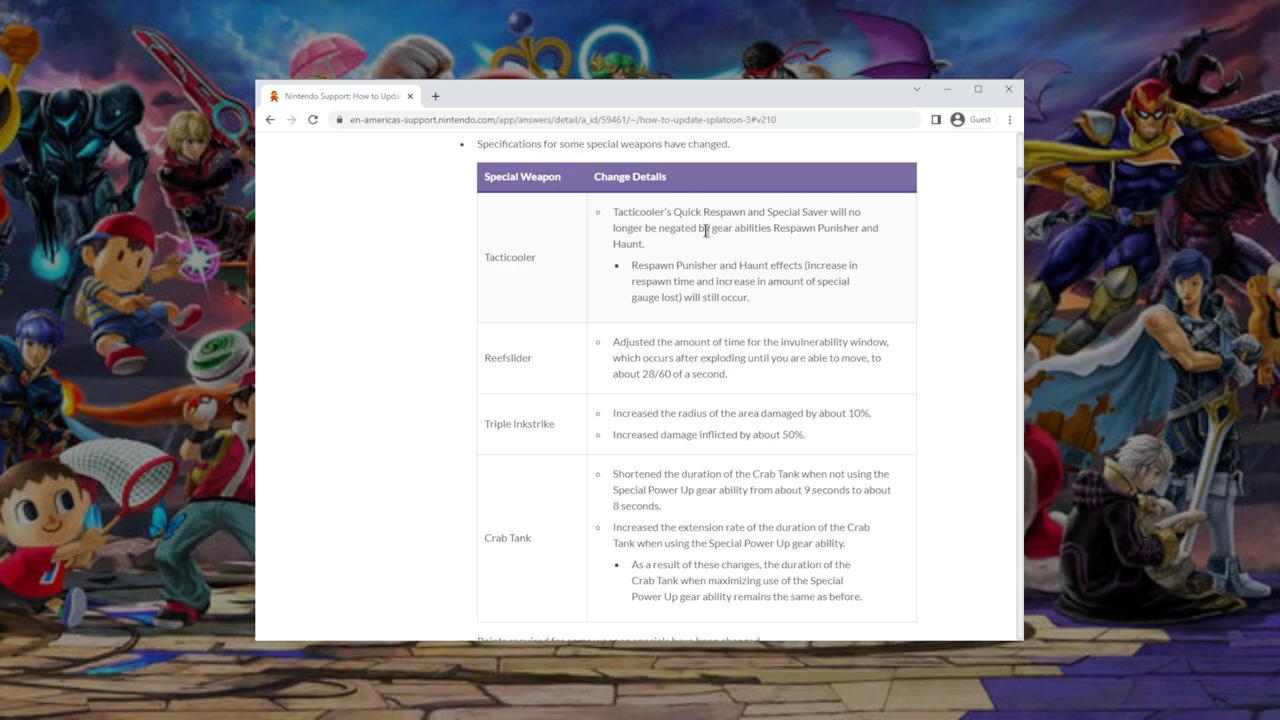 Nintendo Support: How to Upda
en-americas-support.nintendo.com/app/answers/detail/a_id/59461/~/how-to-update-splatoon-3#v210
Guest
Specifications for some special weapons have changed.
Special Weapon
Change Details
Tacticooler
Tacticooler's Quick Respawn and Special Saver will no
longer be negated by gear abilities Respawn Punisher and
Haunt.
Respawn Punisher and Haunt effects (increase in
respawn time and increase in amount of special
gauge lost) will still occur.
Reefslider
Adjusted the amount of time for the invulnerability window,
which occurs after exploding until you are able to move, to
about 28/60 of a second.
Triple Inkstrike
Increased the radius of the area damaged by about 10%.
Increased damage inflicted by about 50%.
Crab Tank
Shortened the duration of the Crab Tank when not using the
Special Power Up gear ability from about 9 seconds to about
8 seconds.
Increased the extension rate of the duration of the Crab
Tank when using the Special Power Up gear ability.
As a result of these changes, the duration of the
Crab Tank when maximizing use of the Special
Power Up gear ability remains the same as before.
Points required for some weapon specials have been changed.